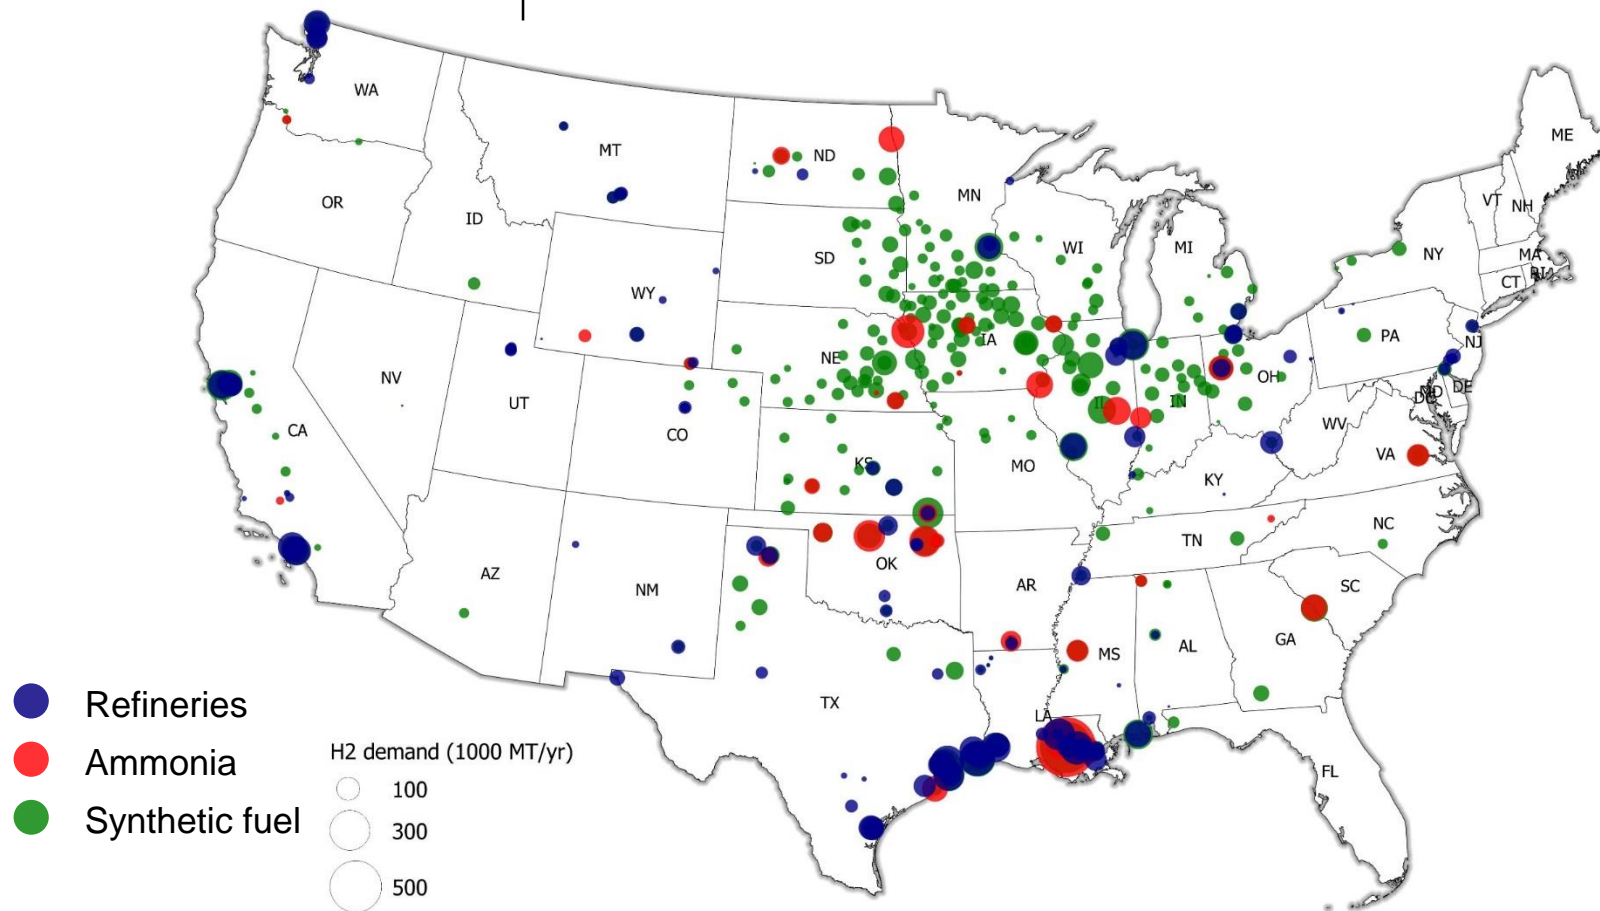 WA
MT
ND
MN
ME
OR
ID
SD
WI
MI
VT
NH
NY
MA
RI
CT
WY
NV
UT
NE
IA
PA
NJ
CA
CO
KS
MO
IL
IN
OH
MD
DC
DE
WV
VA
KY
AZ
NM
OK
AR
TN
NC
SC
TX
LA
MS
AL
GA
FL
Refineries
Ammonia
Synthetic fuel
H2 demand (1000 MT/yr)
100
300
500